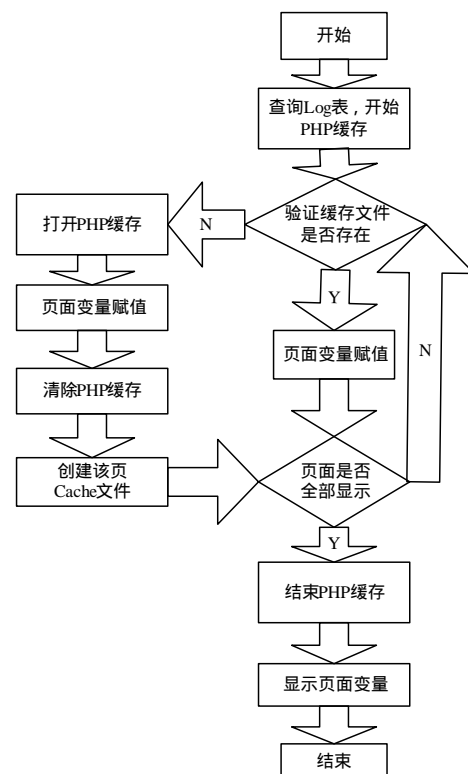 开始
查询Log表，开始
PHP缓存
验证缓存文件
是否存在
N
打开PHP缓存
Y
页面变量赋值
页面变量赋值
N
清除PHP缓存
创建该页
Cache文件
页面是否
全部显示
Y
结束PHP缓存
显示页面变量
结束